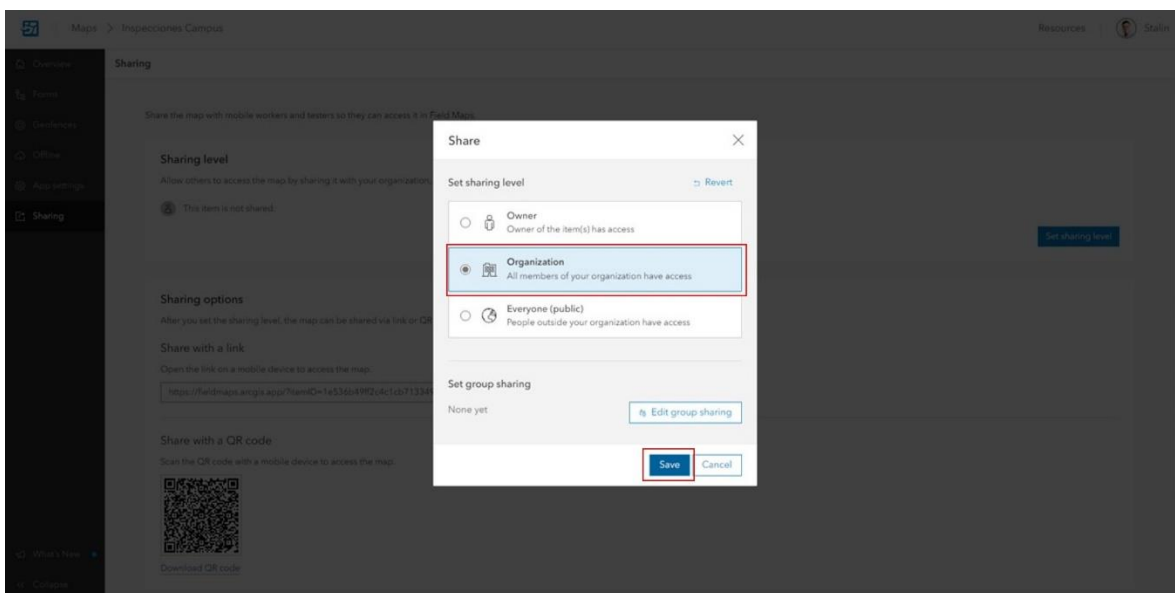 Maps > Inspecciones Campus
Resources
Stalin
Overview
Forms
Geofences
Offline
App settings
Sharing
What's New
Collapse
Sharing
Share the map with mobile workers and testers so they can access it in Field Maps.
Sharing level
Allow others to access the map by sharing it with your organization,
This item is not shared.
Set sharing level
Sharing options
After you set the sharing level, the map can be shared via link or QR
Share with a link
Open the link on a mobile device to access the map.
Share with a QR code
Scan the QR code with a mobile device to access the map.
Download QR code
Share
Set sharing level
Revert
Owner
Owner of the item(s) has access
Organization
All members of your organization have access
Everyone (public)
People outside your organization have access
Set group sharing
None yet
Edit group sharing
Save
Cancel